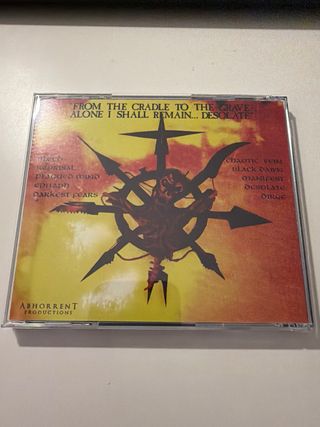 "FROM THE CRADLE TO THE GRAVE
ALONE I SHALL REMAIN... DESOLATE"
REPRISAL
PLAGUED MIND
EPITAPH
DARKEST FEARS
CHAOTIC VEIN
BLACK DAWN
MANIFEST
DESOLATE
DIRGE
ABHORRENT
PRODUCTIONS